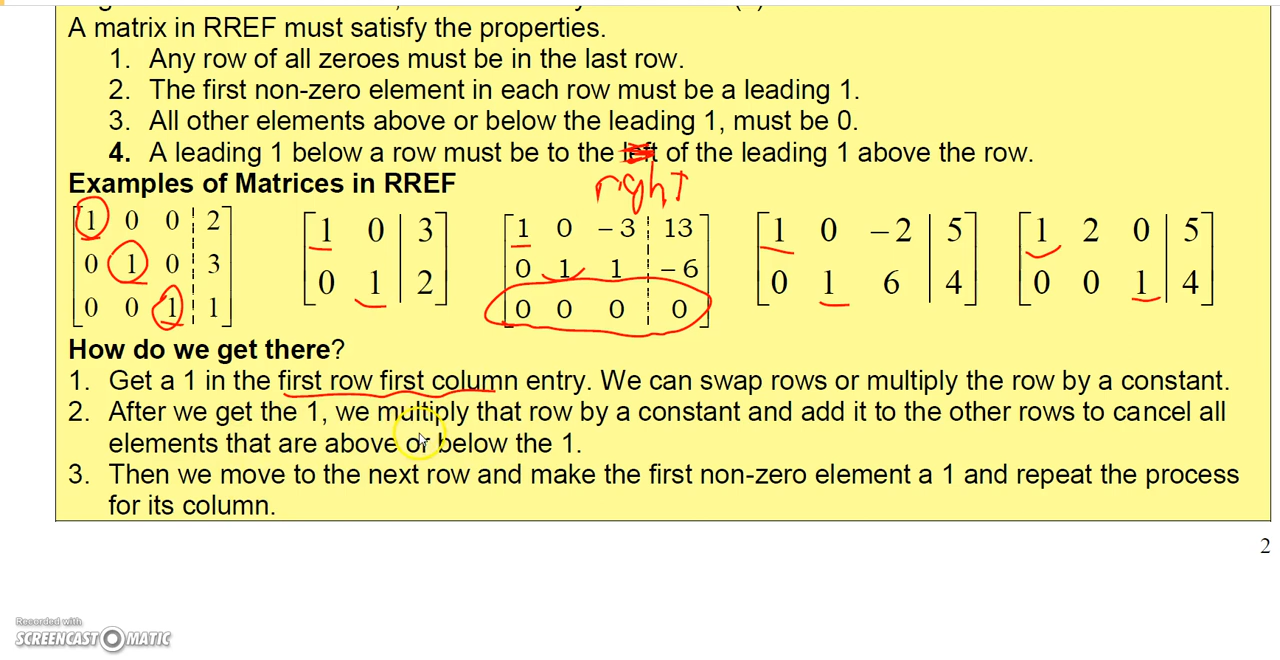 A matrix in RREF must satisfy the properties.
1. Any row of all zeroes must be in the last row.
2. The first non-zero element in each row must be a leading 1.
3. All other elements above or below the leading 1, must be 0.
4. A leading 1 below a row must be to the left of the leading 1 above the row.
right
Examples of Matrices in RREF
1 0 0 2 1 0 3 1 0 -3 13 1 0 -2 5 1 2 0 5
0 1 0 3 0 1 2 0 1 1 -6 0 1 6 4 0 0 1 4
0 0 1 1 0 0 0 0
How do we get there?
1. Get a 1 in the first row first column entry. We can swap rows or multiply the row by a constant.
2. After we get the 1, we multiply that row by a constant and add it to the other rows to cancel all
elements that are above or below the 1.
3. Then we move to the next row and make the first non-zero element a 1 and repeat the process
for its column.
2
Recorded with
SCREENCAST-O-MATIC